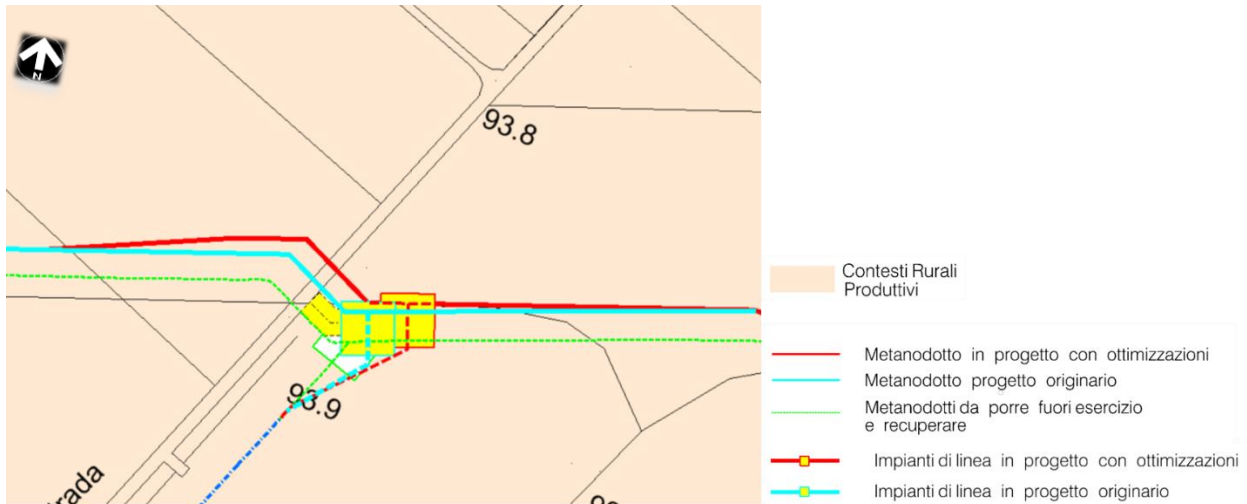 N
93.8
93.9
rada
Contesti Rurali
Produttivi
Metanodotto in progetto con ottimizzazioni
Metanodotto progetto originario
Metanodotti da porre fuori esercizio
e recuperare
Impianti di linea in progetto con ottimizzazioni
Impianti di linea in progetto originario